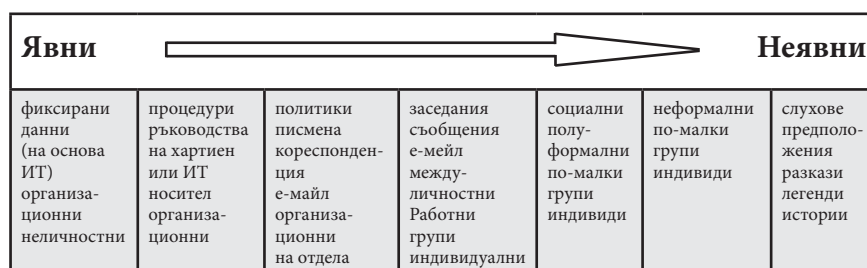 Явни Неявни
фиксирани
данни
(на основа
ИТ)
организа-
ционни
неличностни
процедури
ръководства
на хартиен
или ИТ
носител
организа-
ционни
политики
писмена
кореспонден-
ция
е-майл
организа-
ционни
на отдела
заседания
съобщения
е-мейл
между-
личностни
Работни
групи
индивидуални
социални
полу-
формални
по-малки
групи
индивиди
неформални
по-малки
групи
индивиди
слухове
предполо-
жения
разкази
легенди
истории